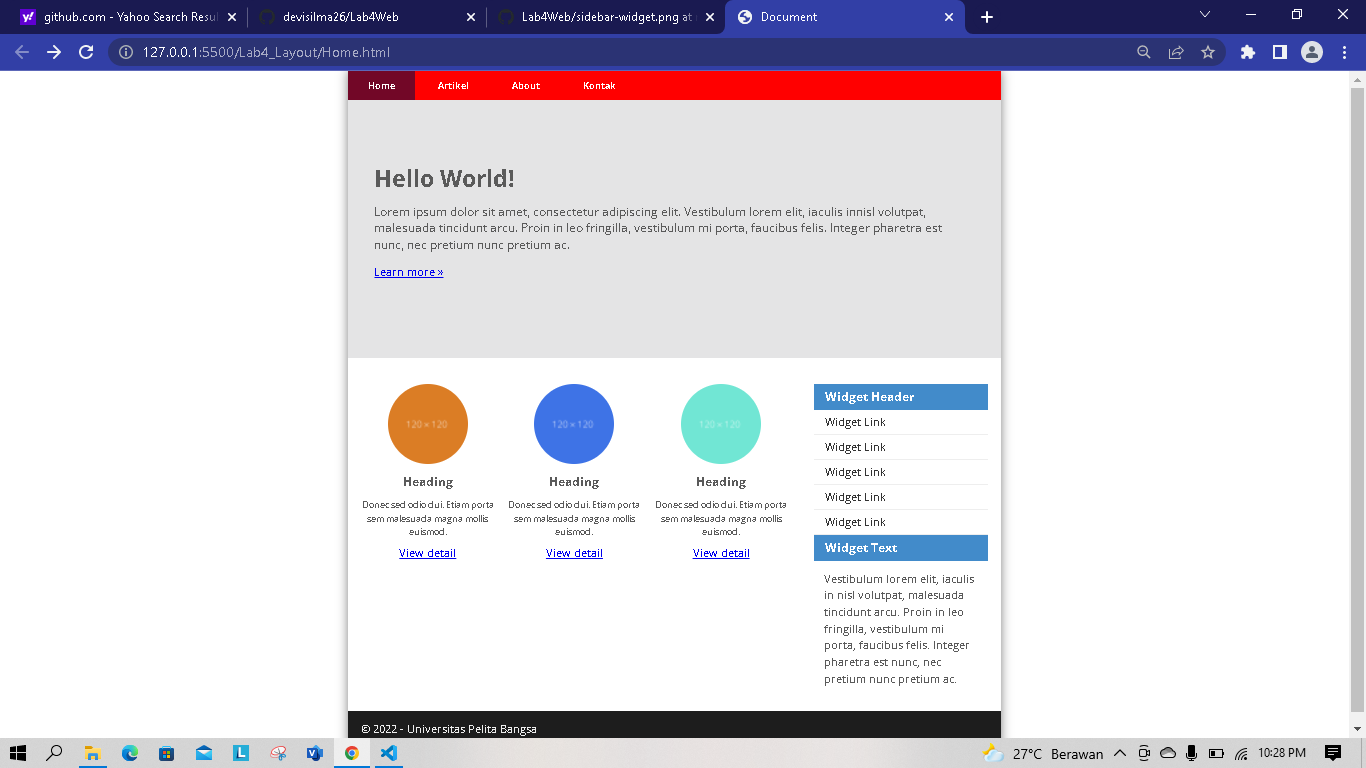 github.com - Yahoo Search Resu
devisilma26/Lab4Web
Lab4Web/sidebar-widget.png at
Document
127.0.0.1:5500/Lab4_Layout/Home.html
Home Artikel About Kontak
Hello World!
Lorem ipsum dolor sit amet, consectetur adipiscing elit. Vestibulum lorem elit, iaculis innisl volutpat,
malesuada tincidunt arcu. Proin in leo fringilla, vestibulum mi porta, faucibus felis. Integer pharetra est
nunc, nec pretium nunc pretium ac.
Learn more »
120 × 120
Heading
Donec sed odio dui. Etiam porta
sem malesuada magna mollis
euismod.
View detail
120 × 120
Heading
Donec sed odio dui. Etiam porta
sem malesuada magna mollis
euismod.
View detail
120 × 120
Heading
Donec sed odio dui. Etiam porta
sem malesuada magna mollis
euismod.
View detail
Widget Header
Widget Link
Widget Link
Widget Link
Widget Link
Widget Link
Widget Text
Vestibulum lorem elit, iaculis
in nisl volutpat, malesuada
tincidunt arcu. Proin in leo
fringilla, vestibulum mi
porta, faucibus felis. Integer
pharetra est nunc, nec
pretium nunc pretium ac.
© 2022 - Universitas Pelita Bangsa
27°C Berawan
10:28 PM